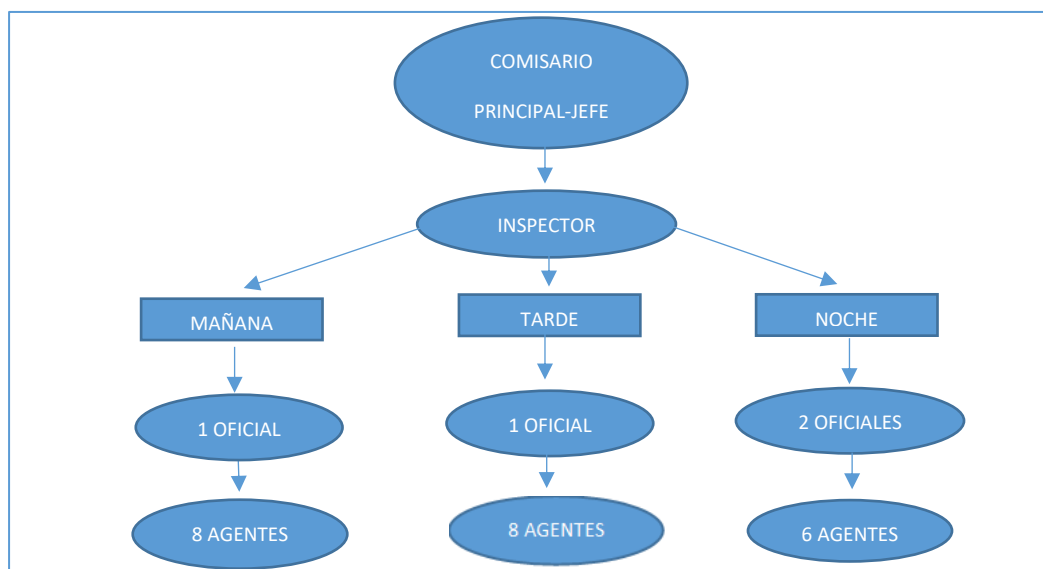 COMISARIO
PRINCIPAL-JEFE
INSPECTOR
MAÑANA
TARDE
NOCHE
1 OFICIAL
1 OFICIAL
2 OFICIALES
8 AGENTES
8 AGENTES
6 AGENTES